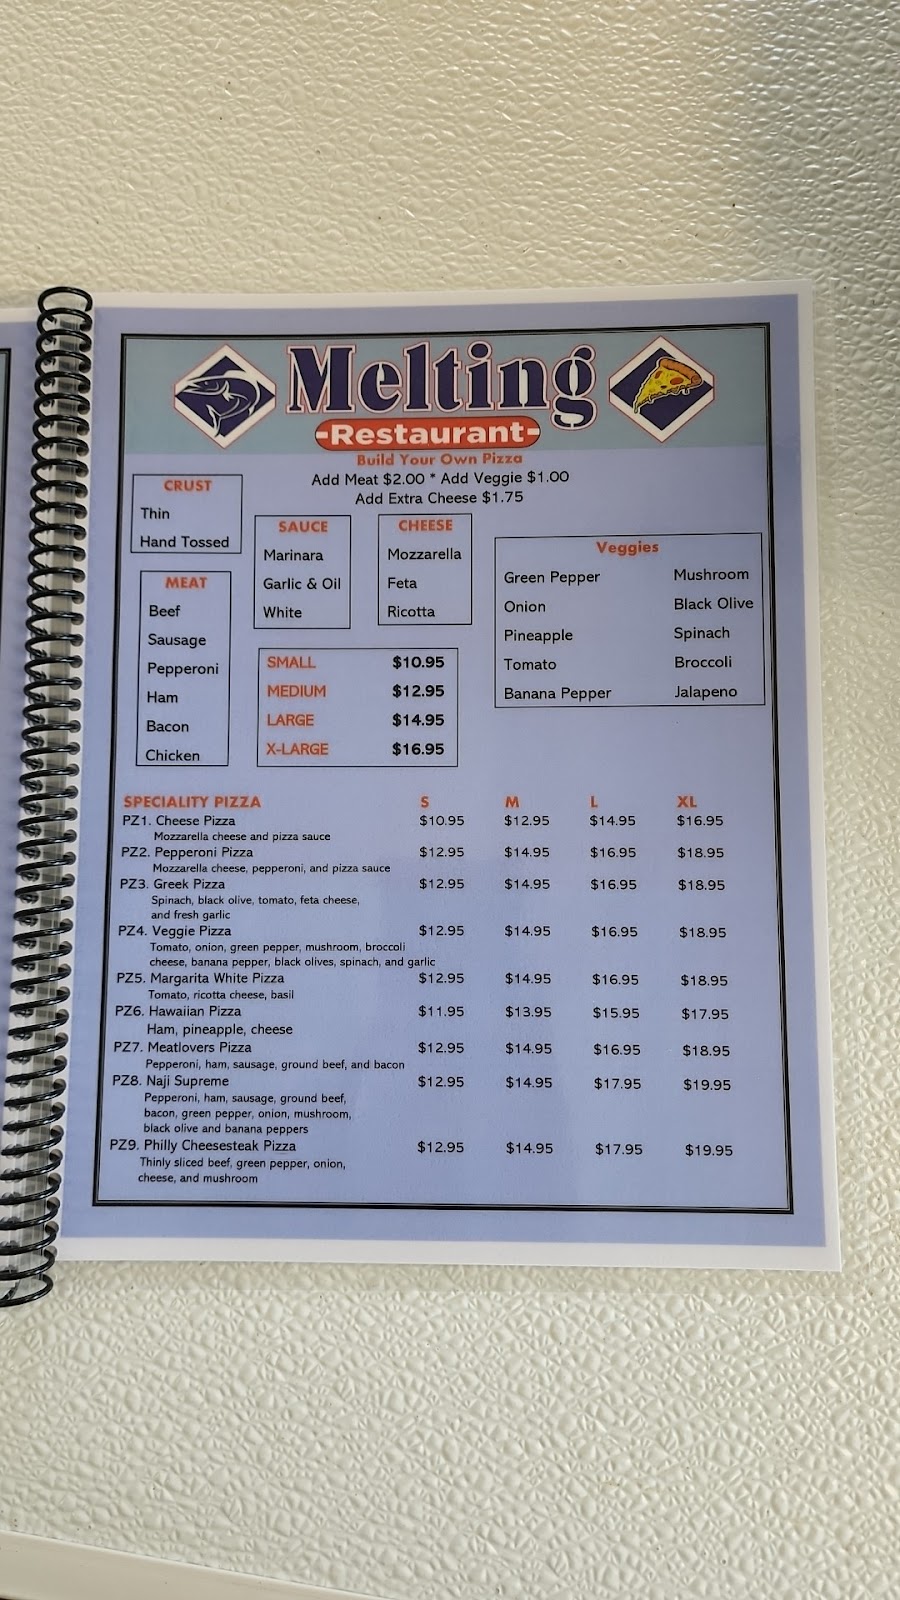 Melting
-Restaurant-
Build Your Own Pizza
Add Meat $2.00 * Add Veggie $1.00
Add Extra Cheese $1.75
CRUST
Thin
Hand Tossed
SAUCE
Marinara
Garlic & Oil
White
CHEESE
Mozzarella
Feta
Ricotta
Veggies
Green Pepper Mushroom
Onion Black Olive
Pineapple Spinach
Tomato Broccoli
Banana Pepper Jalapeno
MEAT
Beef
Sausage
Pepperoni
Ham
Bacon
Chicken
SMALL $10.95
MEDIUM $12.95
LARGE $14.95
X-LARGE $16.95
SPECIALITY PIZZA S M L XL
PZ1. Cheese Pizza $10.95 $12.95 $14.95 $16.95
Mozzarella cheese and pizza sauce
PZ2. Pepperoni Pizza $12.95 $14.95 $16.95 $18.95
Mozzarella cheese, pepperoni, and pizza sauce
PZ3. Greek Pizza $12.95 $14.95 $16.95 $18.95
Spinach, black olive, tomato, feta cheese,
and fresh garlic
PZ4. Veggie Pizza $12.95 $14.95 $16.95 $18.95
Tomato, onion, green pepper, mushroom, broccoli
cheese, banana pepper, black olives, spinach, and garlic
PZ5. Margarita White Pizza $12.95 $14.95 $16.95 $18.95
Tomato, ricotta cheese, basil
PZ6. Hawaiian Pizza $11.95 $13.95 $15.95 $17.95
Ham, pineapple, cheese
PZ7. Meatlovers Pizza $12.95 $14.95 $16.95 $18.95
Pepperoni, ham, sausage, ground beef, and bacon
PZ8. Naji Supreme $12.95 $14.95 $17.95 $19.95
Pepperoni, ham, sausage, ground beef,
bacon, green pepper, onion, mushroom,
black olive and banana peppers
PZ9. Philly Cheesesteak Pizza $12.95 $14.95 $17.95 $19.95
Thinly sliced beef, green pepper, onion,
cheese, and mushroom